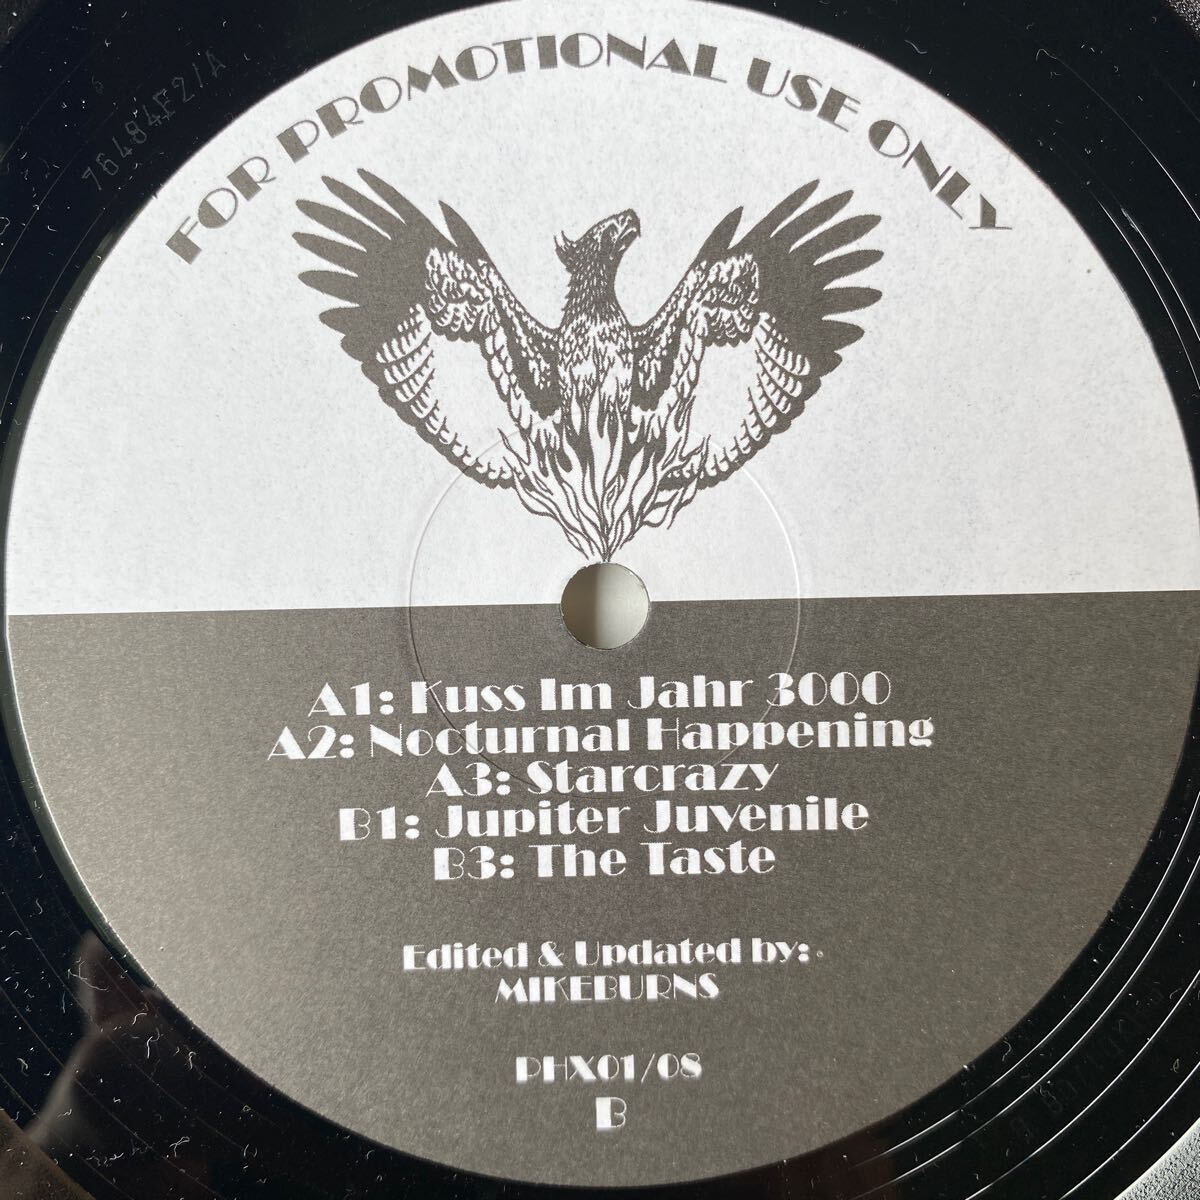 FOR PROMOTIONAL USE ONLY
76484E2/A
A1: Kuss Im Jahr 3000
A2: Nocturnal Happening
A3: Starcrazy
B1: Jupiter Juvenile
B3: The Taste
Edited & Updated by:
MIKEBURNS
PHX01/08
B